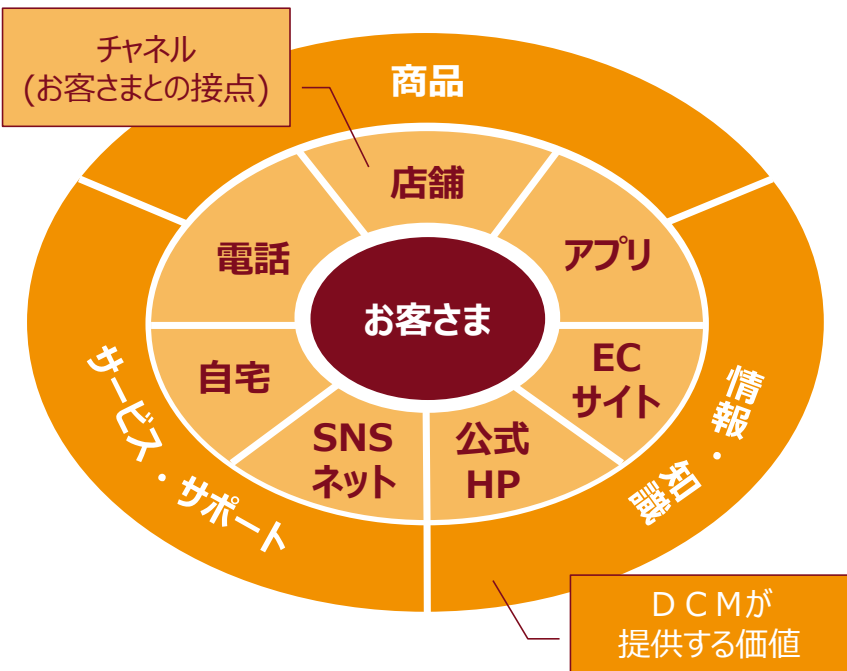 チャネル
(お客さまとの接点)
商品
店舗
電話
アプリ
お客さま
自宅
EC
サイト
SNS
ネット
公式
HP
サービス・サポート
情報・知識
ＤＣＭが
提供する価値